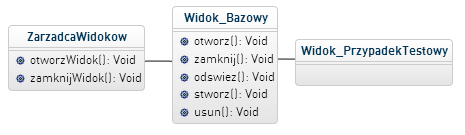 ZarzadcaWidokow
otworzWidok(): Void
zamknijWidok(): Void
Widok_Bazowy
otworz(): Void
zamknij(): Void
odswiez(): Void
stworz(): Void
usun(): Void
Widok_PrzypadekTestowy